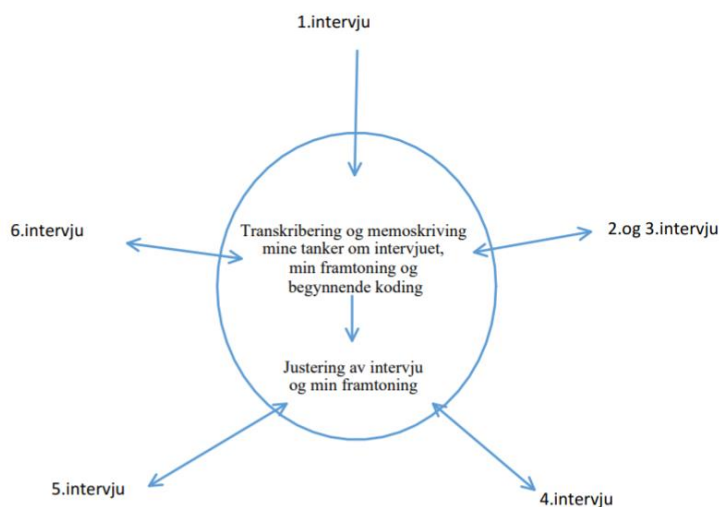 1.intervju
6.intervju
2.og 3.intervju
Transkribering og memoskriving
mine tanker om intervjuet,
min framtoning og
begynnende koding
Justering av intervju
og min framtoning
5.intervju
4.intervju